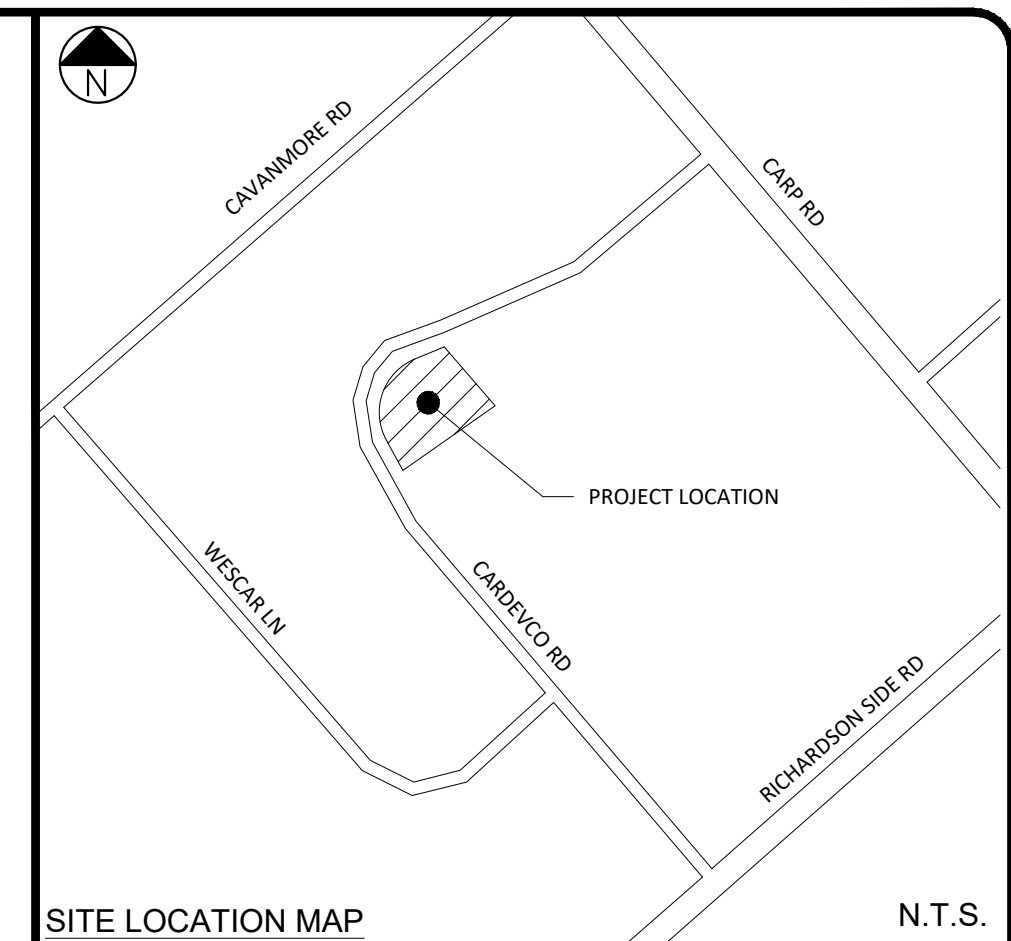 N
CAVANMORE RD
CARP RD
PROJECT LOCATION
WESCAR LN
CARDEVCO RD
RICHARDSON SIDE RD
SITE LOCATION MAP
N.T.S.